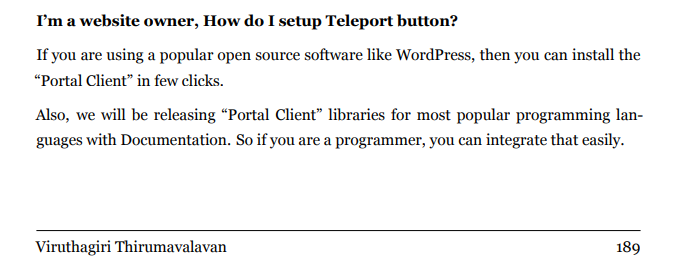 I’m a website owner, How do I setup Teleport button?
If you are using a popular open source software like WordPress, then you can install the
“Portal Client” in few clicks.
Also, we will be releasing “Portal Client” libraries for most popular programming lan-
guages with Documentation. So if you are a programmer, you can integrate that easily.
Viruthagiri Thirumavalavan 189